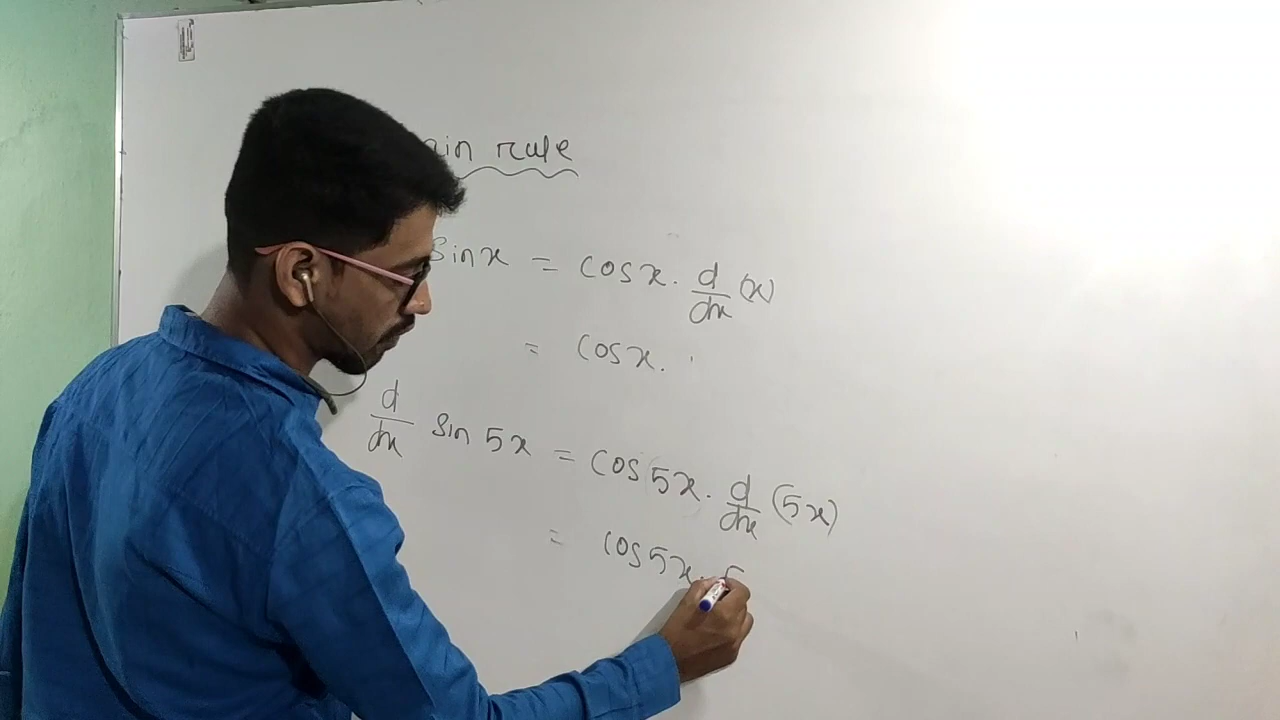 ain rule
sin x = cos x . d/dx (x)
= cos x .
d/dx sin 5x = cos 5x . d/dx (5x)
= cos 5x . 5